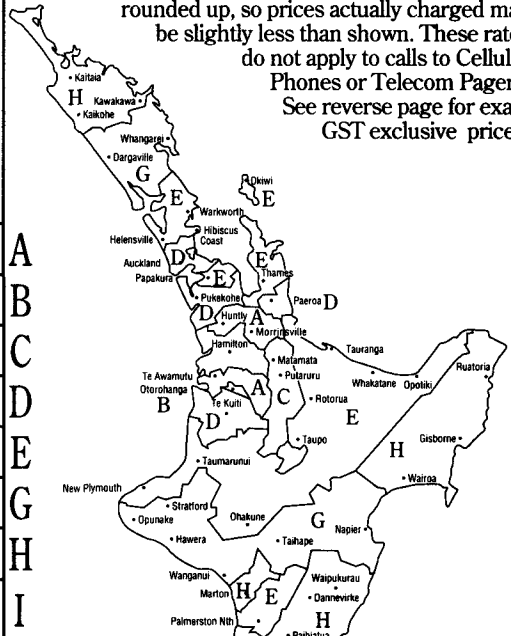 rounded up, so prices actually charged ma
be slightly less than shown. These rat
do not apply to calls to Cellul
Phones or Telecom Pager
See reverse page for exa
GST exclusive price
Kaitaia
H
Kawakawa
Kaikohe
Whangarei
Dargaville
G
Okiwi
E
E
Warkworth
Helensville
Hibiscus
Coast
A
D
E
Auckland
Thames
Papakura
E
B
Pukekohe
Paeroa D
D
Huntly
A
Morrinsville
Hamilton
Tauranga
C
Matamata
Ruatoria
Te Awamutu
Putaruru
Whakatane
Opotiki
Otorohanga
A
C
B
D
Te Kuiti
Rotorua
D
E
Taupo
Gisborne
E
H
Taumarunui
Wairoa
New Plymouth
G
Stratford
Opunake
Ohakune
G
Napier
Hawera
Taihape
H
Wanganui
Waipukurau
Marton
H
E
Dannevirke
I
Palmerston Nth
H
Pahiatua